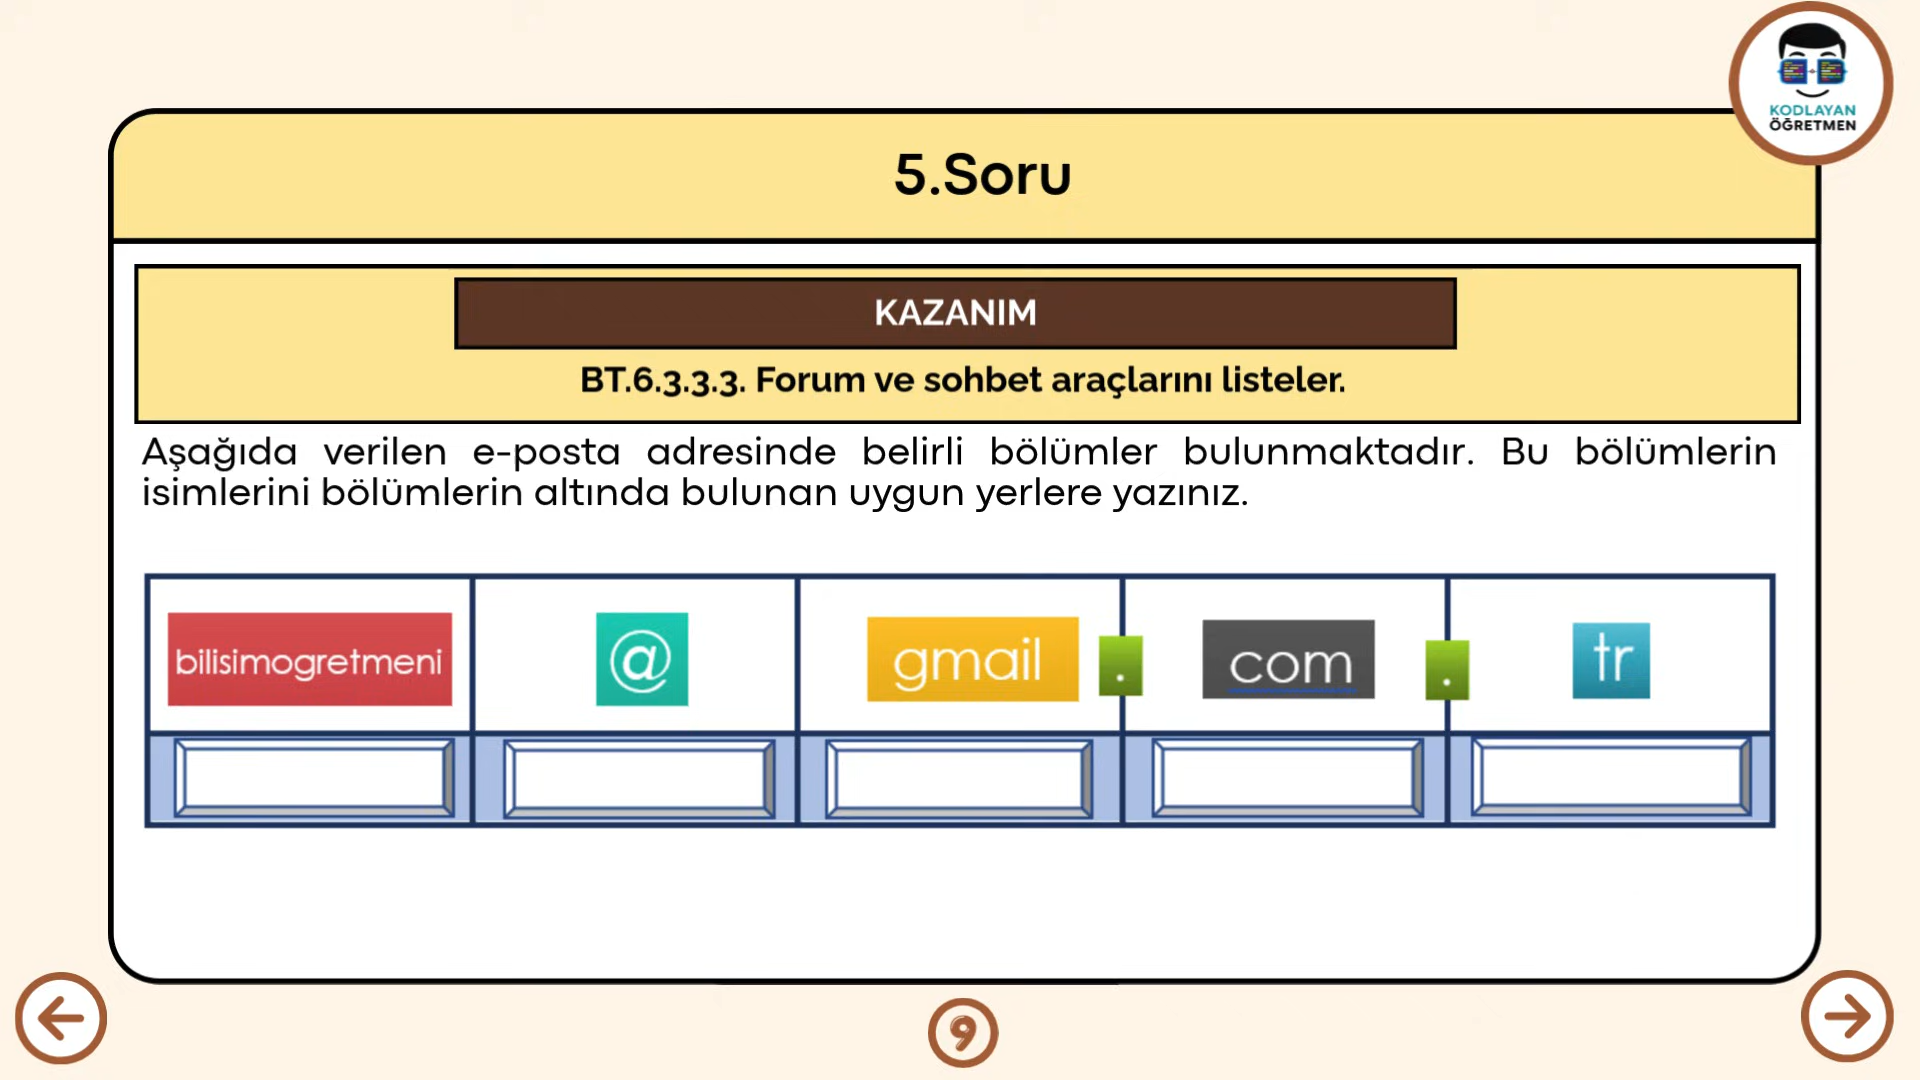 KODLAYAN
ÖĞRETMEN
5.Soru
KAZANIM
BT.6.3.3.3. Forum ve sohbet araçlarını listeler.
Aşağıda verilen e-posta adresinde belirli bölümler bulunmaktadır. Bu bölümlerin
isimlerini bölümlerin altında bulunan uygun yerlere yazınız.
bilisimogretmeni @ gmail . com . tr
9